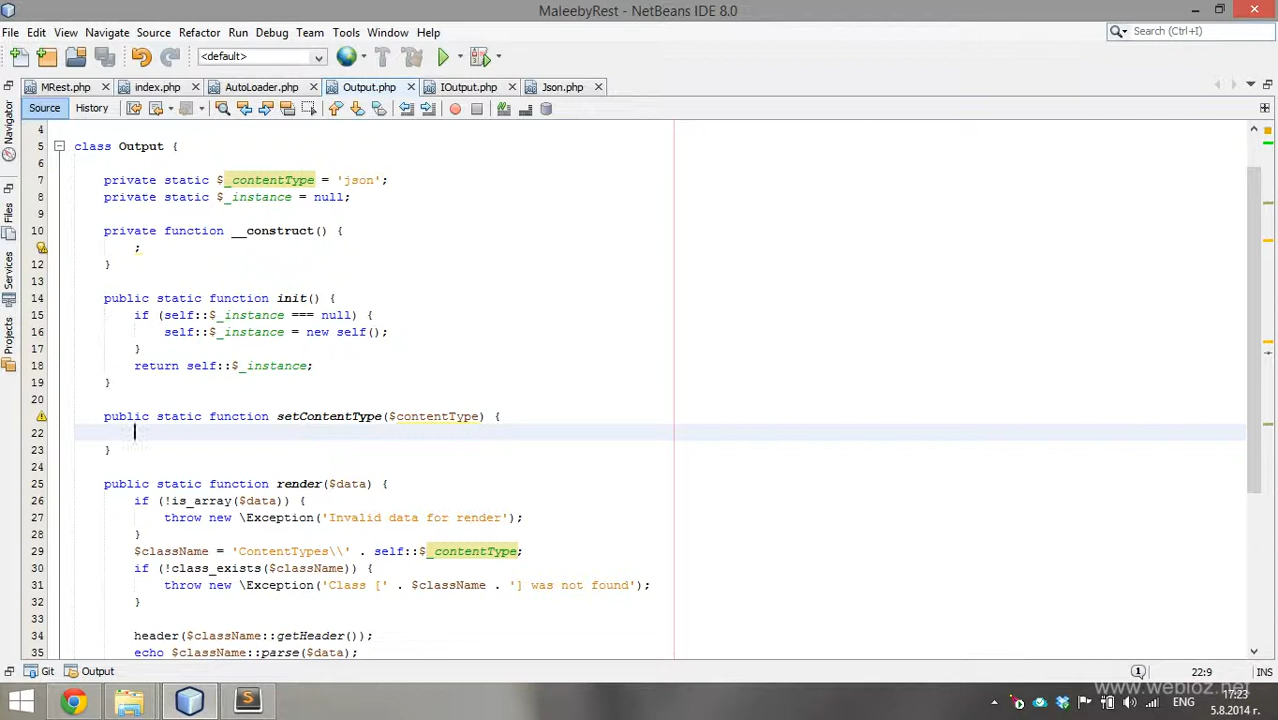 MaleebyRest - NetBeans IDE 8.0
File Edit View Navigate Source Refactor Run Debug Team Tools Window Help
Search (Ctrl+I)
<default>
MRest.php index.php AutoLoader.php Output.php IOutput.php Json.php
Source History
Navigator
Files
Services
Projects
4
5 class Output {
6
7 private static $_contentType = 'json';
8 private static $_instance = null;
9
10 private function __construct() {
;
12 }
13
14 public static function init() {
15 if (self::$_instance === null) {
16 self::$_instance = new self();
17 }
18 return self::$_instance;
19 }
20
public static function setContentType($contentType) {
22
23 }
24
25 public static function render($data) {
26 if (!is_array($data)) {
27 throw new \Exception('Invalid data for render');
28 }
29 $className = 'ContentTypes\\' . self::$_contentType;
30 if (!class_exists($className)) {
31 throw new \Exception('Class [' . $className . '] was not found');
32 }
33
34 header($className::getHeader());
35 echo $className::parse($data);
Git Output
1 22:9 INS
www.webloz.net
ENG 17:23
5.8.2014 г.